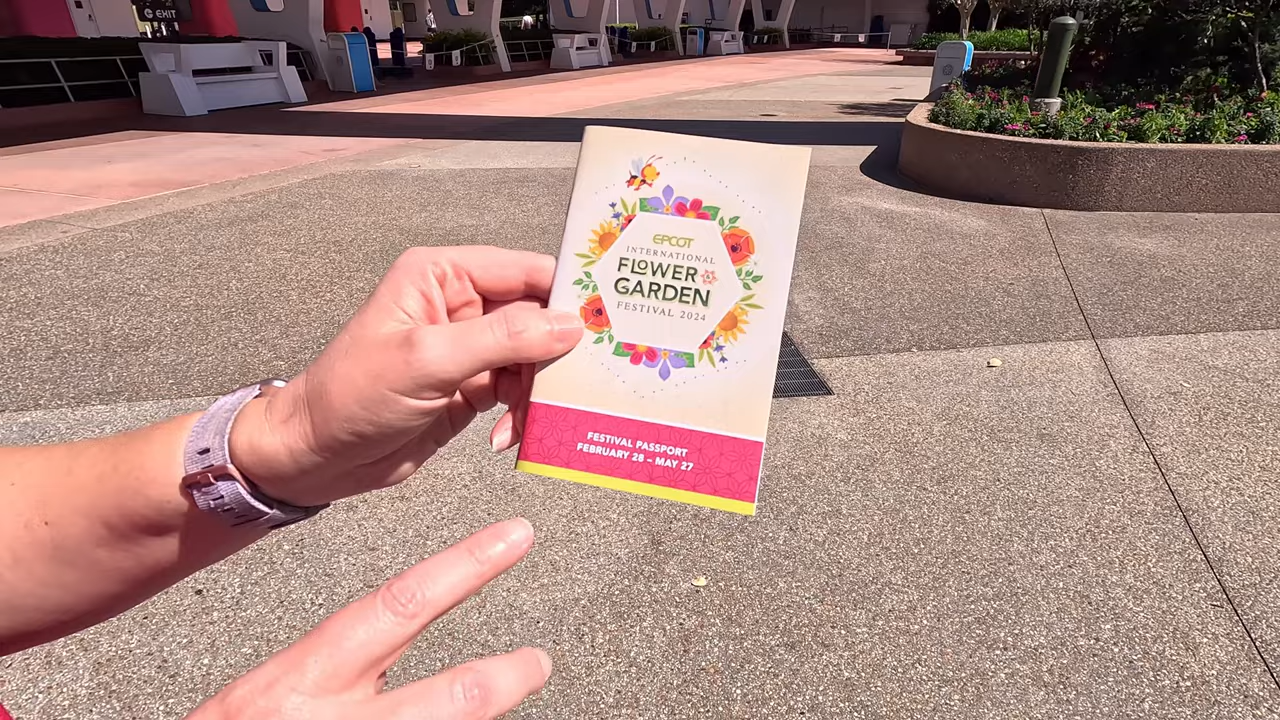 EXIT
EPCOT
INTERNATIONAL
FLOWER
GARDEN
FESTIVAL 2024
FESTIVAL PASSPORT
FEBRUARY 28 – MAY 27